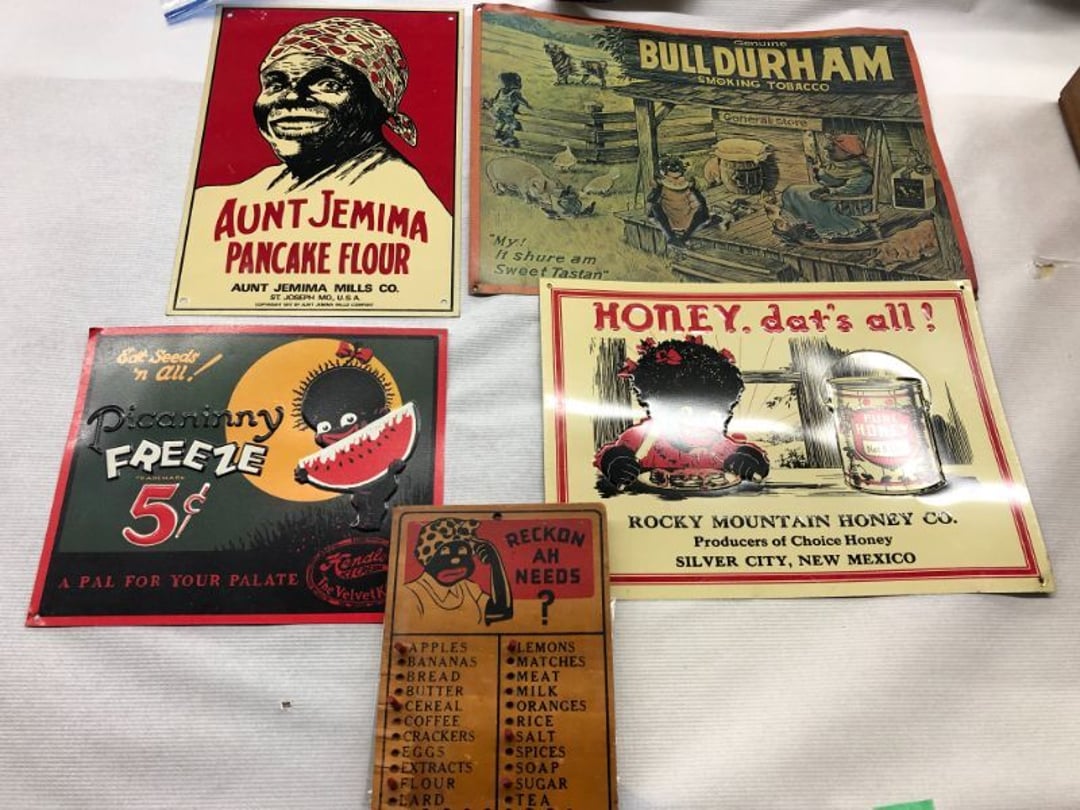 AUNT JEMIMA
PANCAKE FLOUR
AUNT JEMIMA MILLS CO.
ST. JOSEPH MO., U.S.A.
Genuine
BULL DURHAM
SMOKING TOBACCO
General store
"My!
It shure am
Sweet Tastan"
Eat Seeds
'n all!
Picaninny
FREEZE
TRADEMARK
5¢
A PAL FOR YOUR PALATE
HONEY. dat's all!
PURE
HONEY
ROCKY MOUNTAIN HONEY CO.
Producers of Choice Honey
SILVER CITY, NEW MEXICO
RECKON
AH
NEEDS
?
APPLES
BANANAS
BREAD
BUTTER
CEREAL
COFFEE
CRACKERS
EGGS
EXTRACTS
FLOUR
LARD
LEMONS
MATCHES
MEAT
MILK
ORANGES
RICE
SALT
SPICES
SOAP
SUGAR
TEA